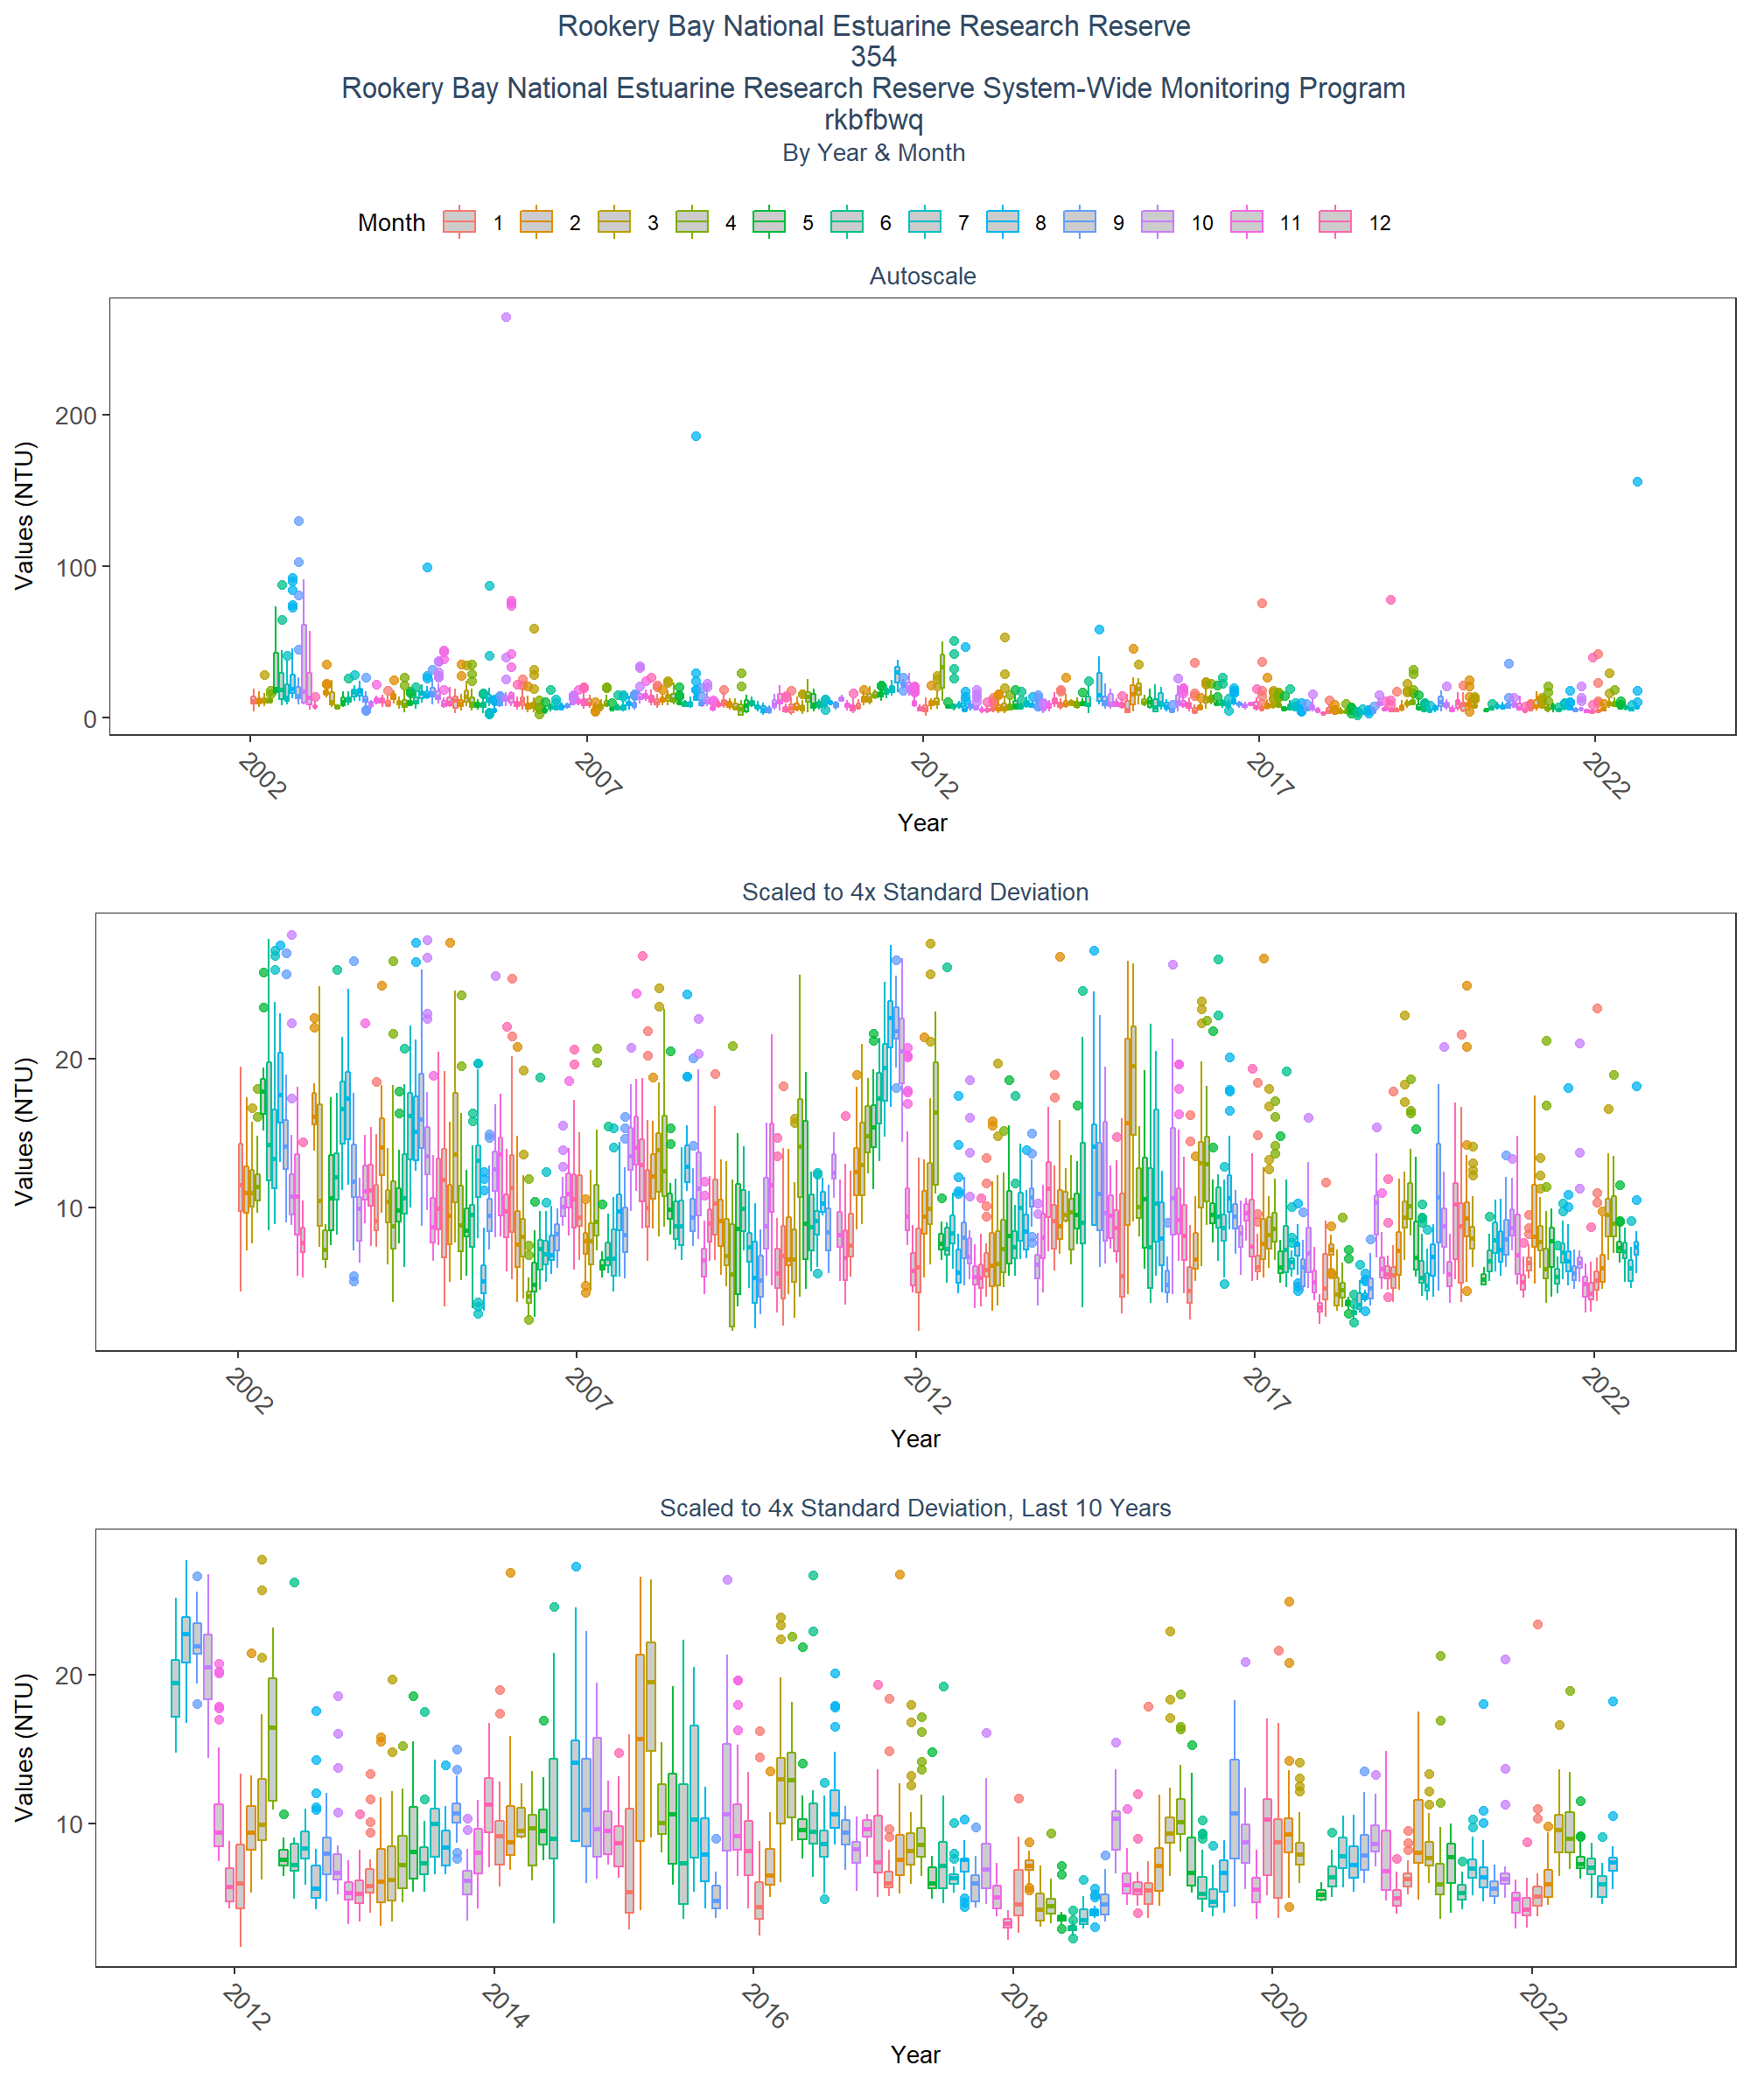 Rookery Bay National Estuarine Research Reserve
354
Rookery Bay National Estuarine Research Reserve System-Wide Monitoring Program
rkbfbwq
By Year & Month
Month 1 2 3 4 5 6 7 8 9 10 11 12
Autoscale
Values (NTU)
200
100
0
2002 2007 2012 2017 2022
Year
Scaled to 4x Standard Deviation
Values (NTU)
20
10
2002 2007 2012 2017 2022
Year
Scaled to 4x Standard Deviation, Last 10 Years
Values (NTU)
20
10
2012 2014 2016 2018 2020 2022
Year